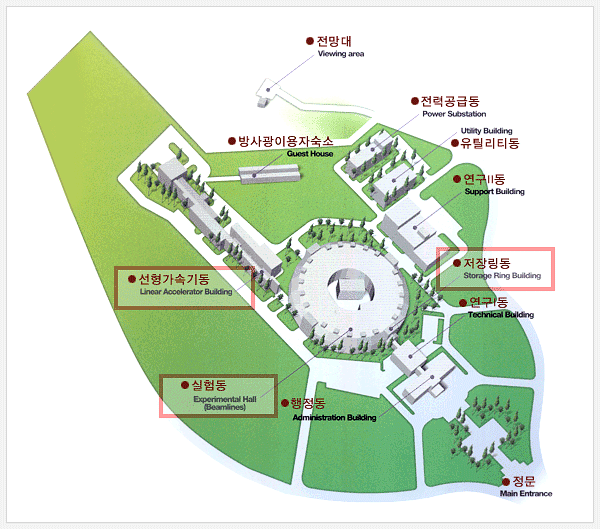 전망대
Viewing area
전력공급동
Power Substation
Utility Building
유틸리티동
방사광이용자숙소
Guest House
연구II동
Support Building
저장링동
Storage Ring Building
선형가속기동
Linear Accelerator Building
연구I동
Technical Building
실험동
Experimental Hall
(Beamlines)
행정동
Administration Building
정문
Main Entrance